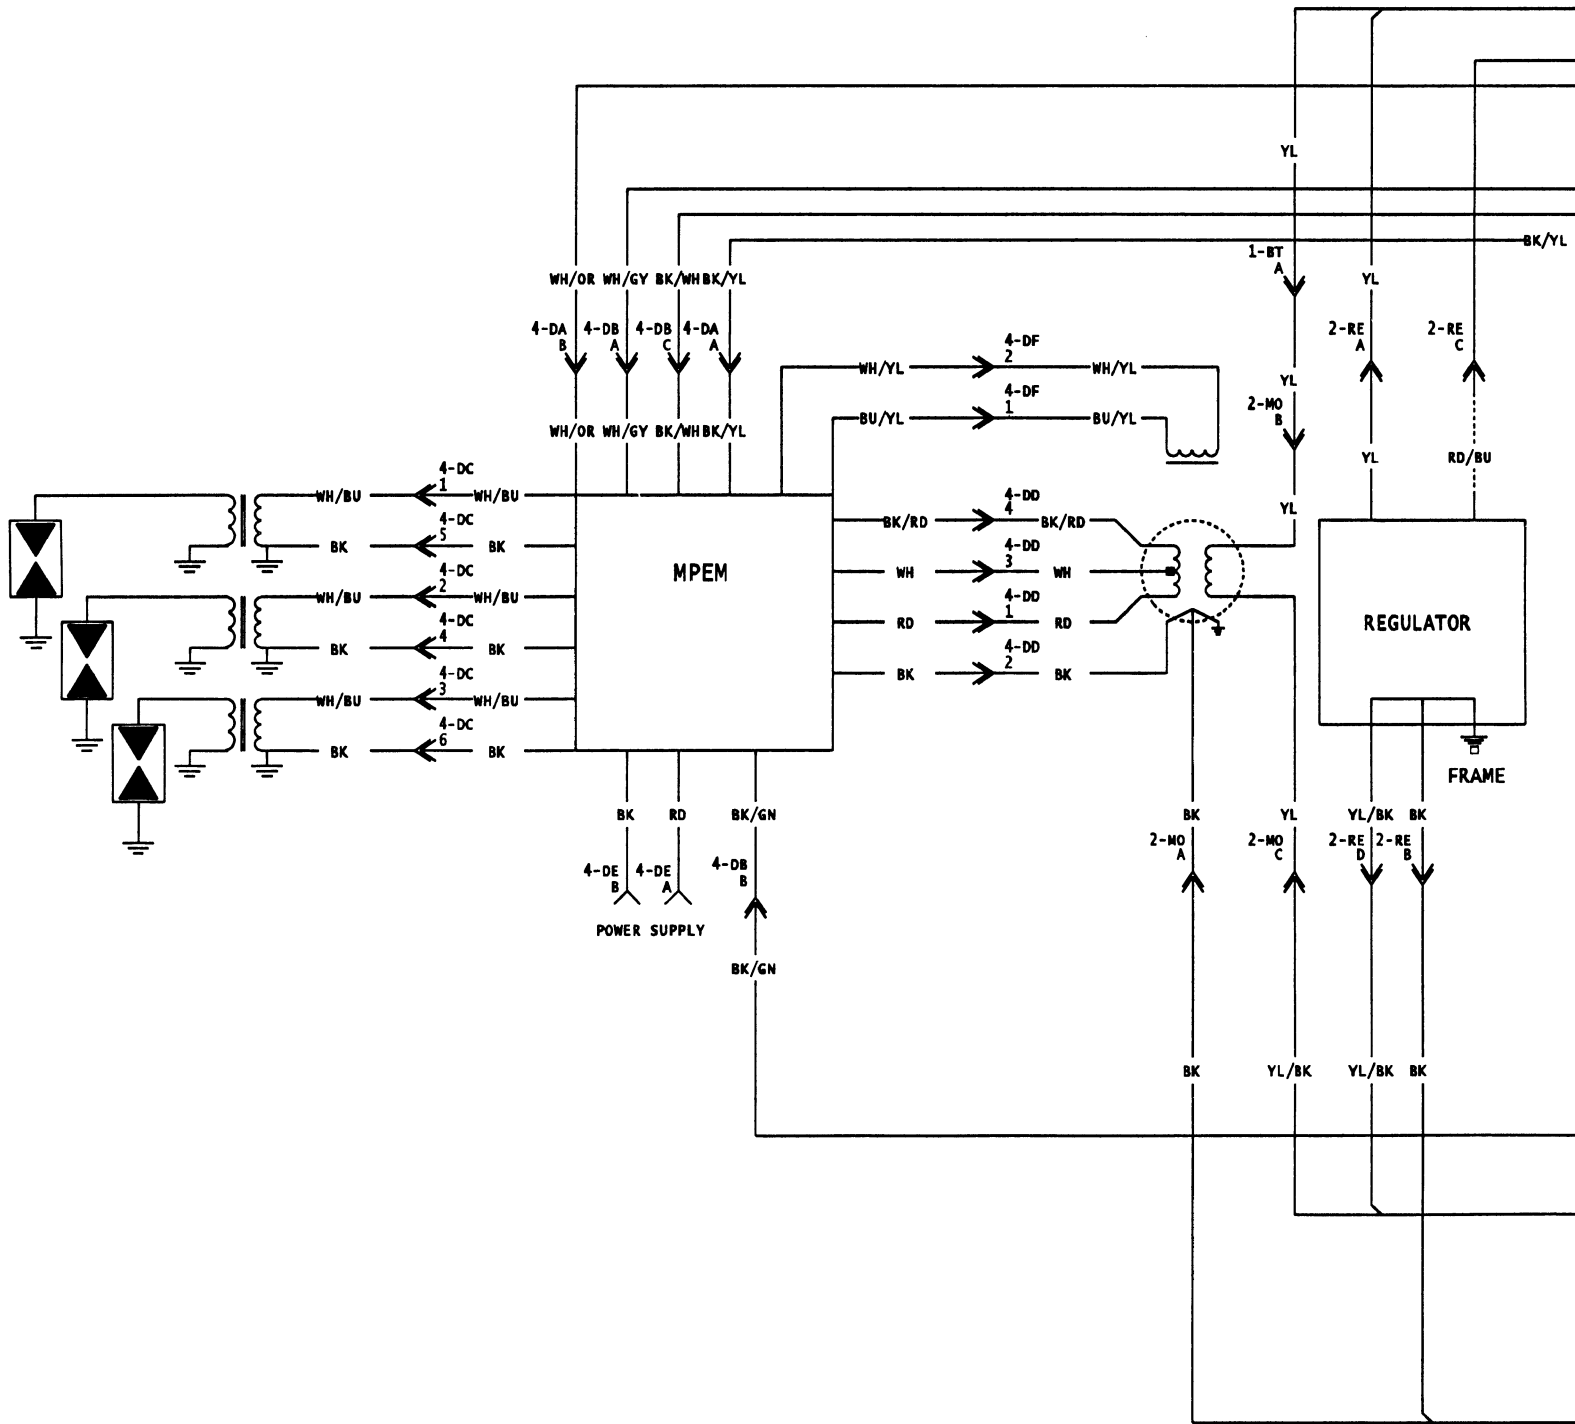 YL
BK/YL
1-BT
A
WH/OR WH/GY BK/WH BK/YL
YL
4-DA
B
4-DB
A
4-DB
C
4-DA
A
2-RE
A
2-RE
C
4-DF
2
WH/YL
WH/YL
YL
4-DF
1
BU/YL
BU/YL
2-MO
B
WH/OR WH/GY BK/WH BK/YL
YL
RD/BU
4-DC
1
WH/BU
WH/BU
4-DD
4
BK/RD
BK/RD
YL
4-DC
5
BK
BK
4-DD
3
WH
WH
MPEM
4-DC
2
WH/BU
WH/BU
4-DD
1
RD
RD
REGULATOR
4-DC
4
BK
BK
4-DD
2
BK
BK
4-DC
3
WH/BU
WH/BU
4-DC
6
BK
BK
FRAME
BK
RD
BK/GN
BK
YL
YL/BK
BK
2-MO
A
2-MO
C
2-RE
D
2-RE
B
4-DE
B
4-DE
A
4-DB
B
POWER SUPPLY
BK/GN
BK
YL/BK
YL/BK
BK